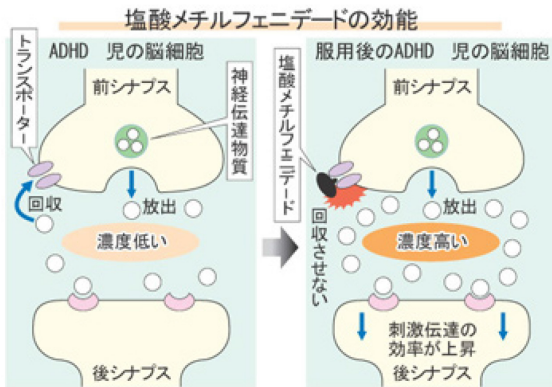 塩酸メチルフェニデードの効能
ADHD 児の脳細胞
トランスポーター
前シナプス
神経伝達物質
回収
放出
濃度低い
後シナプス
服用後のADHD 児の脳細胞
塩酸メチルフェニデード
前シナプス
回収させない
放出
濃度高い
刺激伝達の
効率が上昇
後シナプス